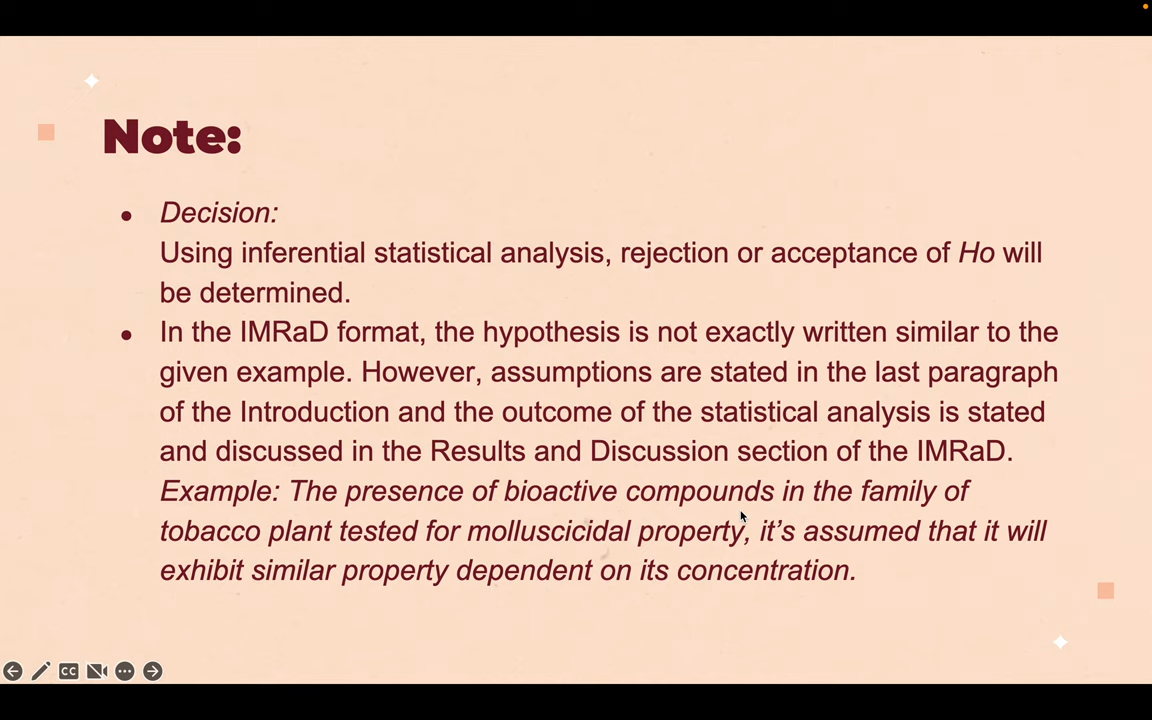 Note:
Decision:
Using inferential statistical analysis, rejection or acceptance of Ho will
be determined.
In the IMRaD format, the hypothesis is not exactly written similar to the
given example. However, assumptions are stated in the last paragraph
of the Introduction and the outcome of the statistical analysis is stated
and discussed in the Results and Discussion section of the IMRaD.
Example: The presence of bioactive compounds in the family of
tobacco plant tested for molluscicidal property, it’s assumed that it will
exhibit similar property dependent on its concentration.
CC